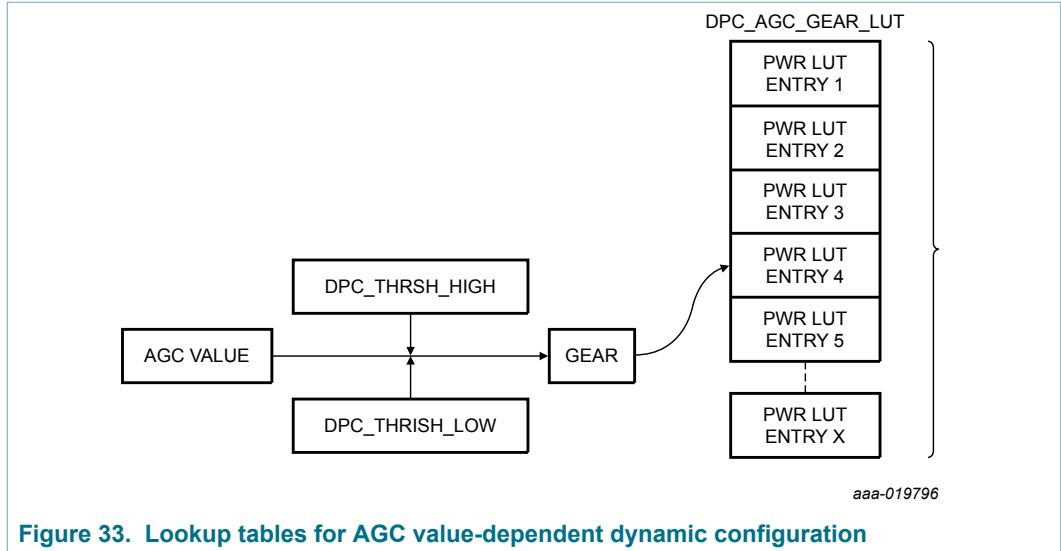 DPC_AGC_GEAR_LUT
PWR LUT
ENTRY 1
PWR LUT
ENTRY 2
PWR LUT
ENTRY 3
PWR LUT
ENTRY 4
PWR LUT
ENTRY 5
PWR LUT
ENTRY X
DPC_THRSH_HIGH
AGC VALUE
GEAR
DPC_THRISH_LOW
aaa-019796
Figure 33. Lookup tables for AGC value-dependent dynamic configuration